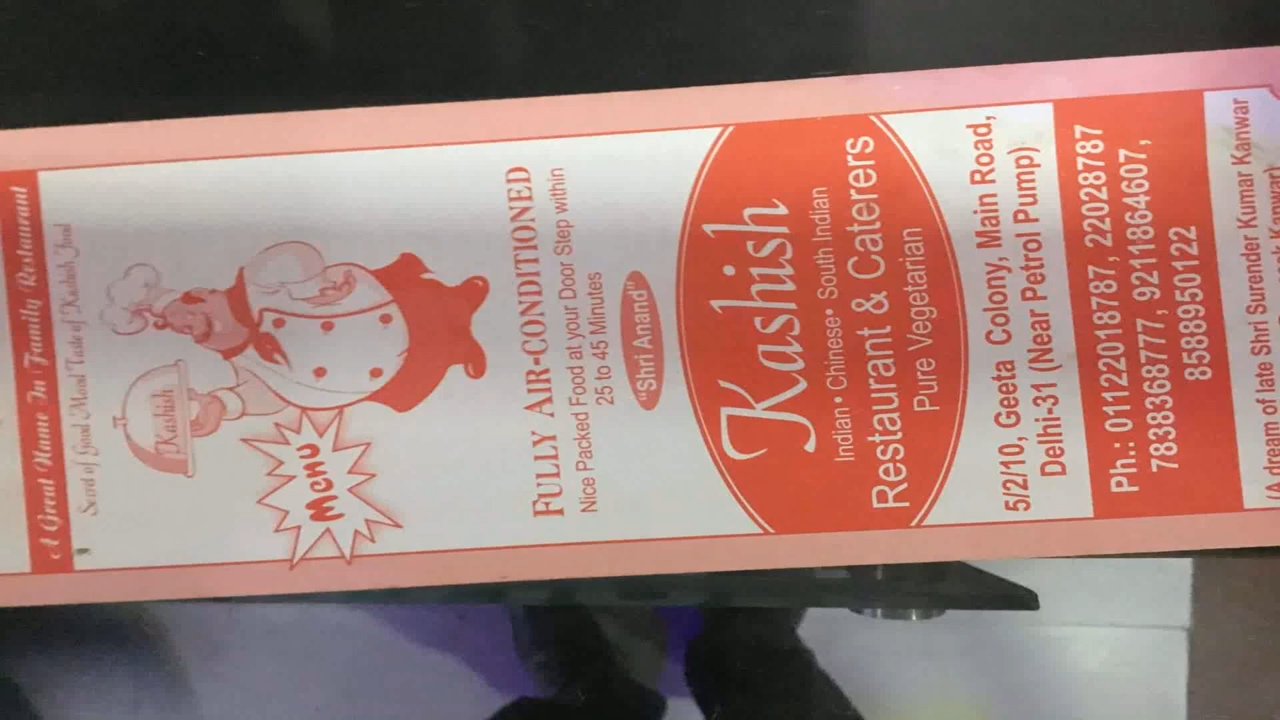 A Great Name In Family Restaurant
Secret of Good Mood Taste of Kashish Food
Kashish
Menu
FULLY AIR-CONDITIONED
Nice Packed Food at your Door Step within
25 to 45 Minutes
"Shri Anand"
Kashish
Indian • Chinese • South Indian
Restaurant & Caterers
Pure Vegetarian
5/2/10, Geeta Colony, Main Road,
Delhi-31 (Near Petrol Pump)
Ph.: 01122018787, 22028787
7838368777, 9211864607,
8588950122
(A dream of late Shri Surender Kumar Kanwar
Kanwar)